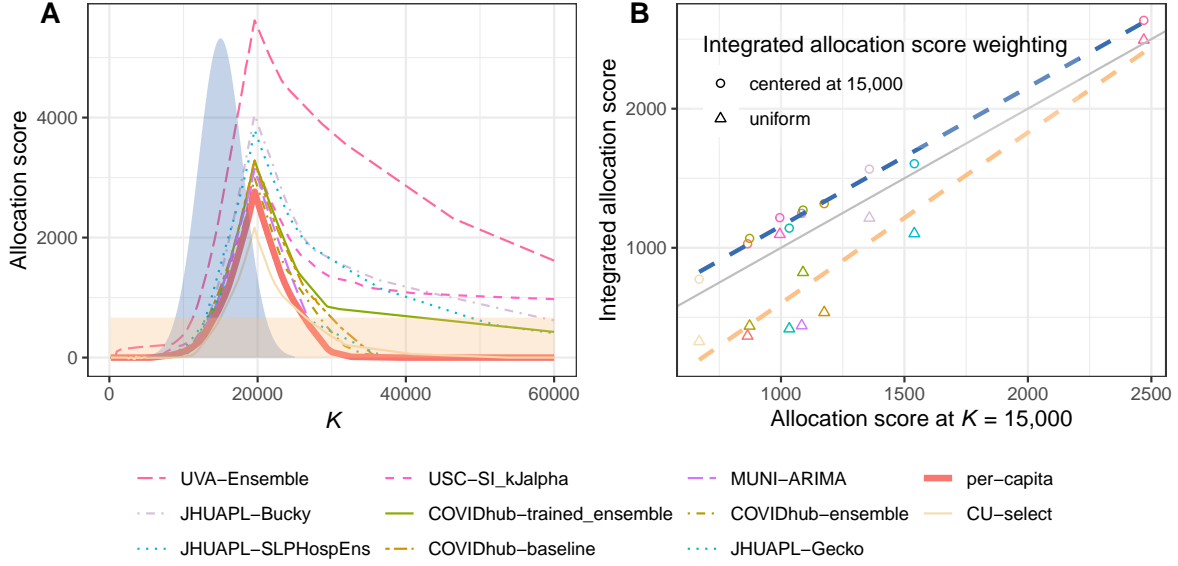 A
Allocation score
4000
2000
0
0
20000
40000
60000
K
B
Integrated allocation score
2000
1000
Integrated allocation score weighting
centered at 15,000
uniform
1000
1500
2000
2500
Allocation score at K = 15,000
UVA−Ensemble
USC−SI_kJalpha
MUNI−ARIMA
per−capita
JHUAPL−Bucky
COVIDhub−trained_ensemble
COVIDhub−ensemble
CU−select
JHUAPL−SLPHospEns
COVIDhub−baseline
JHUAPL−Gecko